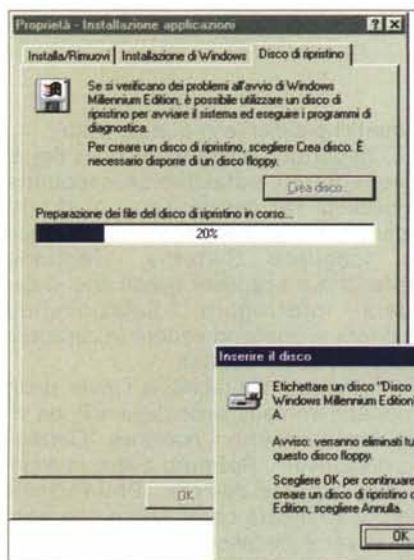 Proprietà - Installazione applicazioni
Installa/Rimuovi
Installazione di Windows
Disco di ripristino
Se si verificano dei problemi all'avvio di Windows
Millennium Edition, è possibile utilizzare un disco di
ripristino per avviare il sistema ed eseguire i programmi di
diagnostica.
Per creare un disco di ripristino, scegliere Crea disco. È
necessario disporre di un disco floppy.
Crea disco...
Preparazione dei file del disco di ripristino in corso...
20%
Inserire il disco
Etichettare un disco "Disco
Windows Millennium Edition
A.
Avviso: verranno eliminati tu
questo disco floppy.
Scegliere OK per continuare
creare un disco di ripristino
Edition, scegliere Annulla.
OK
OK